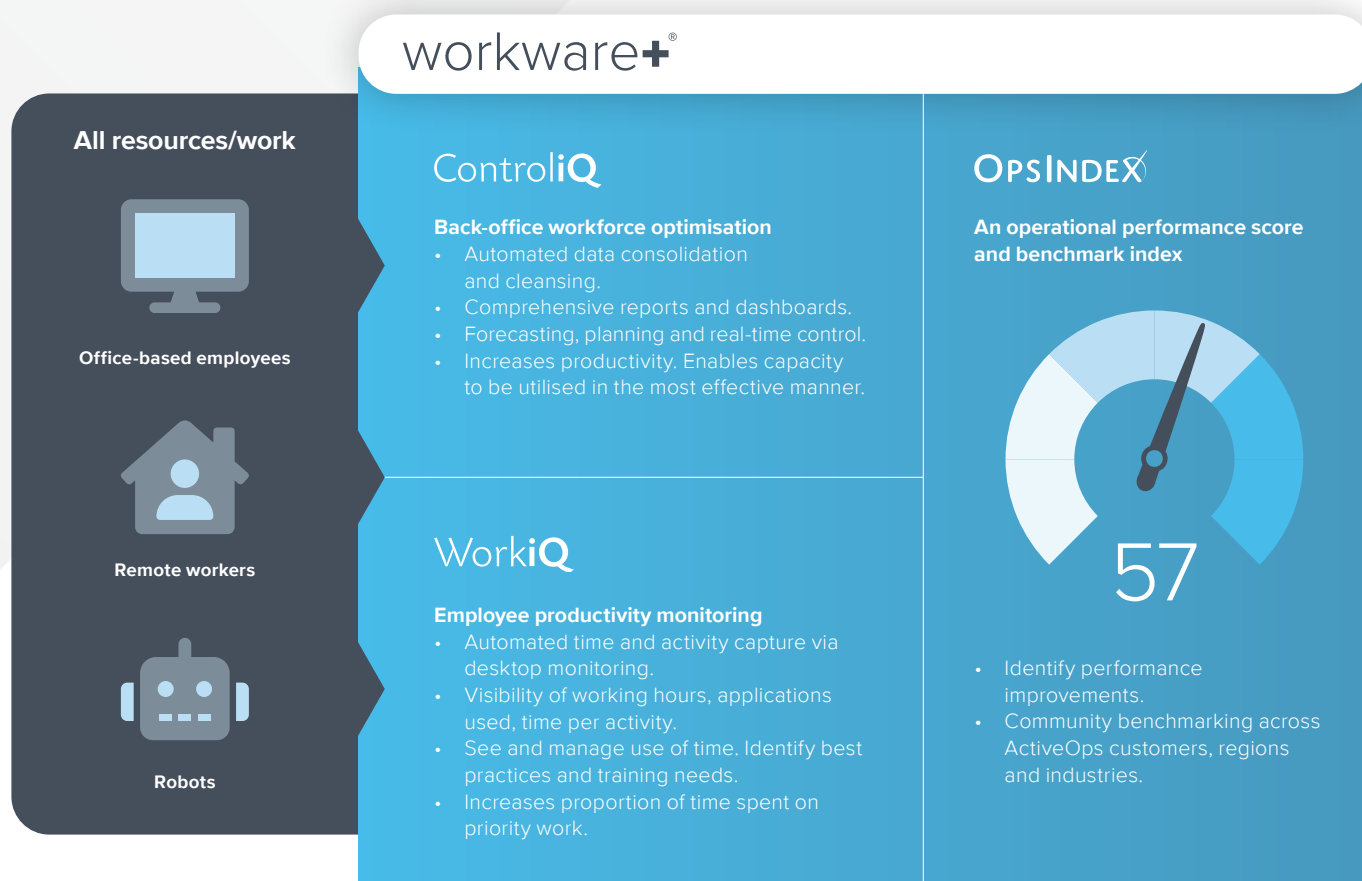 workware+®
All resources/work
Office-based employees
Remote workers
Robots
ControliQ
Back-office workforce optimisation
• Automated data consolidation
and cleansing.
• Comprehensive reports and dashboards.
• Forecasting, planning and real-time control.
• Increases productivity. Enables capacity
to be utilised in the most effective manner.
WorkiQ
Employee productivity monitoring
• Automated time and activity capture via
desktop monitoring.
• Visibility of working hours, applications
used, time per activity.
• See and manage use of time. Identify best
practices and training needs.
• Increases proportion of time spent on
priority work.
OPSINDEX
An operational performance score
and benchmark index
57
• Identify performance
improvements.
• Community benchmarking across
ActiveOps customers, regions
and industries.